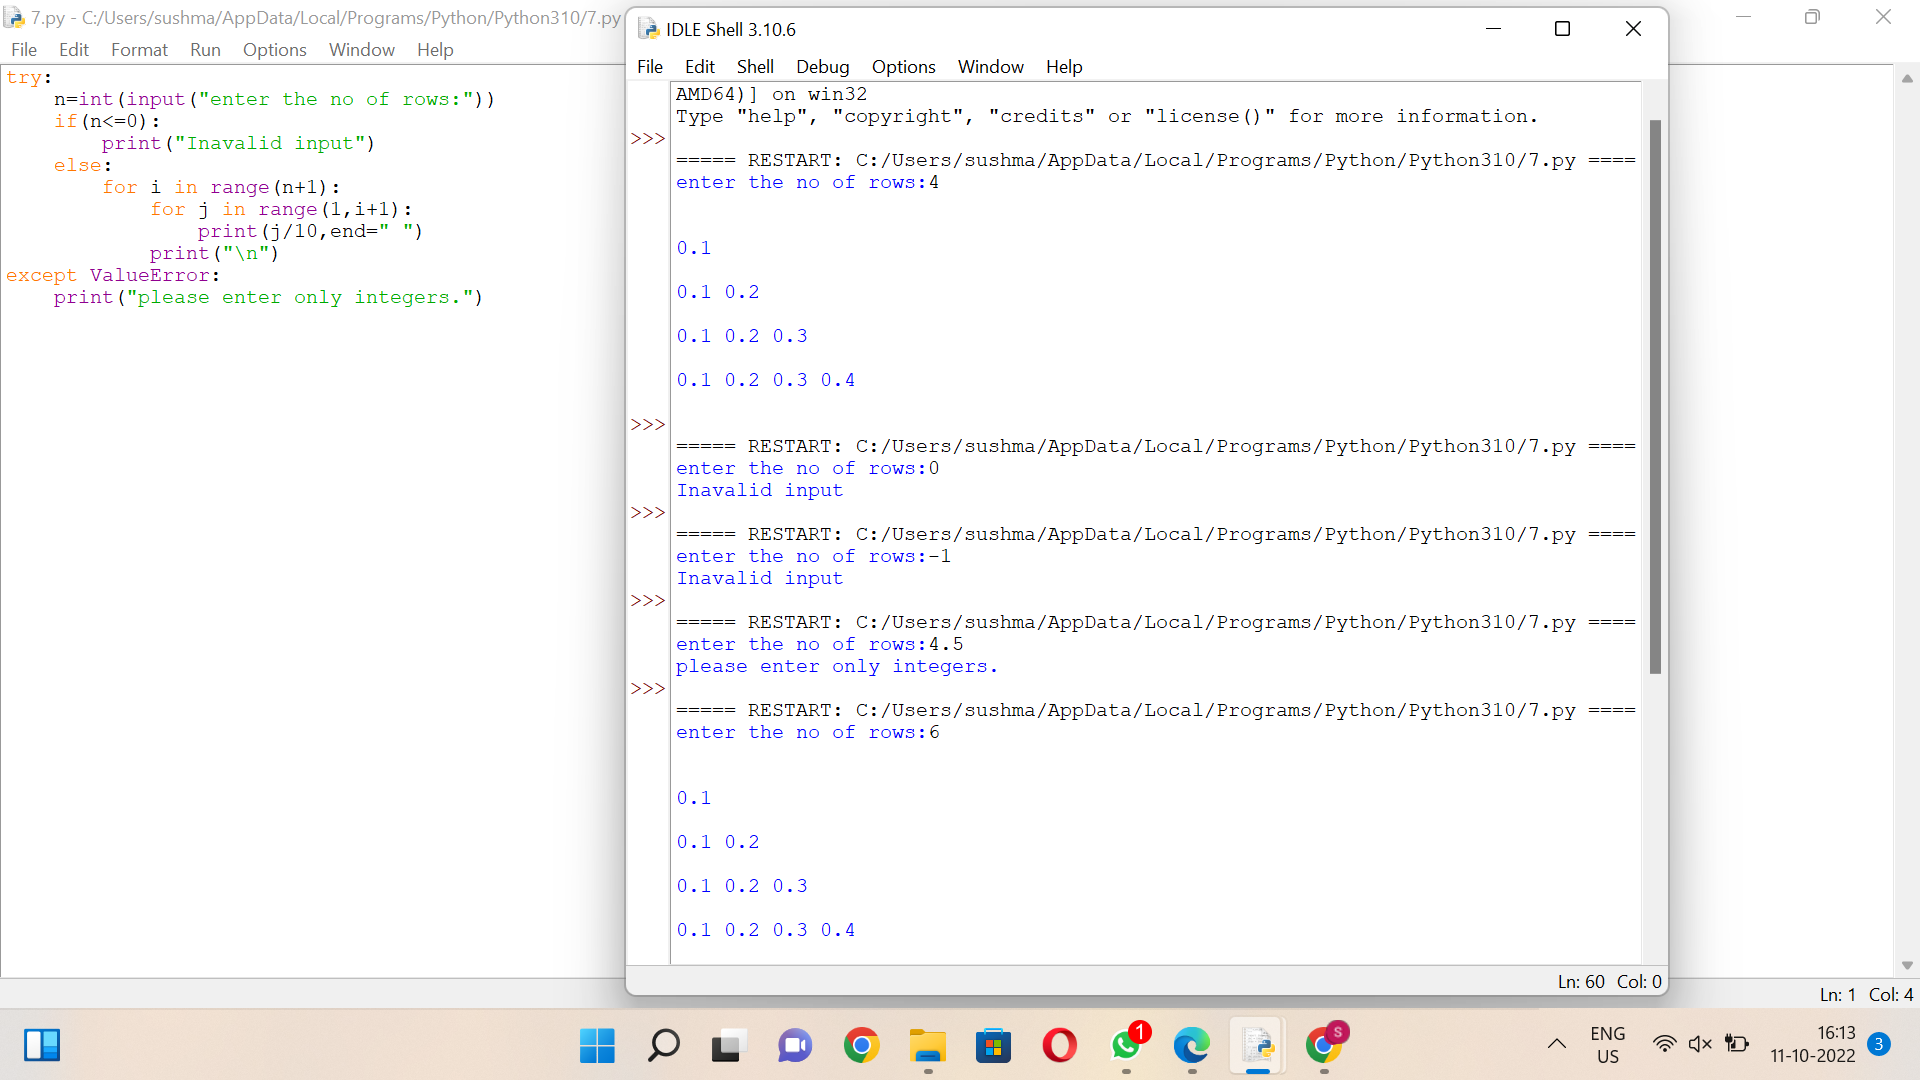 7.py - C:/Users/sushma/AppData/Local/Programs/Python/Python310/7.py
File Edit Format Run Options Window Help
try:
    n=int(input("enter the no of rows:"))
    if(n<=0):
        print("Inavalid input")
    else:
        for i in range(n+1):
            for j in range(1,i+1):
                print(j/10,end=" ")
            print("\n")
except ValueError:
    print("please enter only integers.")
IDLE Shell 3.10.6
File Edit Shell Debug Options Window Help
AMD64)] on win32
Type "help", "copyright", "credits" or "license()" for more information.
>>>
===== RESTART: C:/Users/sushma/AppData/Local/Programs/Python/Python310/7.py ====
enter the no of rows:4
0.1
0.1 0.2
0.1 0.2 0.3
0.1 0.2 0.3 0.4
>>>
===== RESTART: C:/Users/sushma/AppData/Local/Programs/Python/Python310/7.py ====
enter the no of rows:0
Inavalid input
>>>
===== RESTART: C:/Users/sushma/AppData/Local/Programs/Python/Python310/7.py ====
enter the no of rows:-1
Inavalid input
>>>
===== RESTART: C:/Users/sushma/AppData/Local/Programs/Python/Python310/7.py ====
enter the no of rows:4.5
please enter only integers.
>>>
===== RESTART: C:/Users/sushma/AppData/Local/Programs/Python/Python310/7.py ====
enter the no of rows:6
0.1
0.1 0.2
0.1 0.2 0.3
0.1 0.2 0.3 0.4
Ln: 60 Col: 0
Ln: 1 Col: 4
1
S
ENG
US
16:13
11-10-2022
3